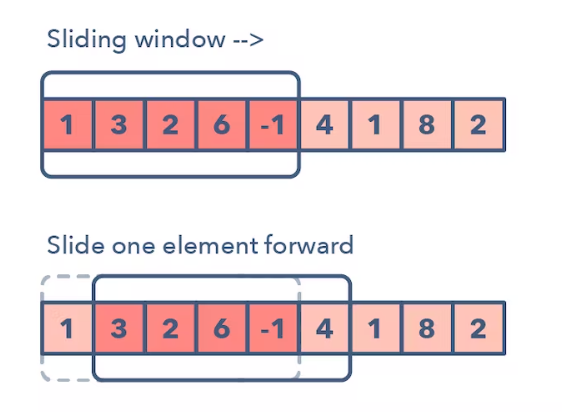 Sliding window -->
1 3 2 6 -1 4 1 8 2
Slide one element forward
1 3 2 6 -1 4 1 8 2